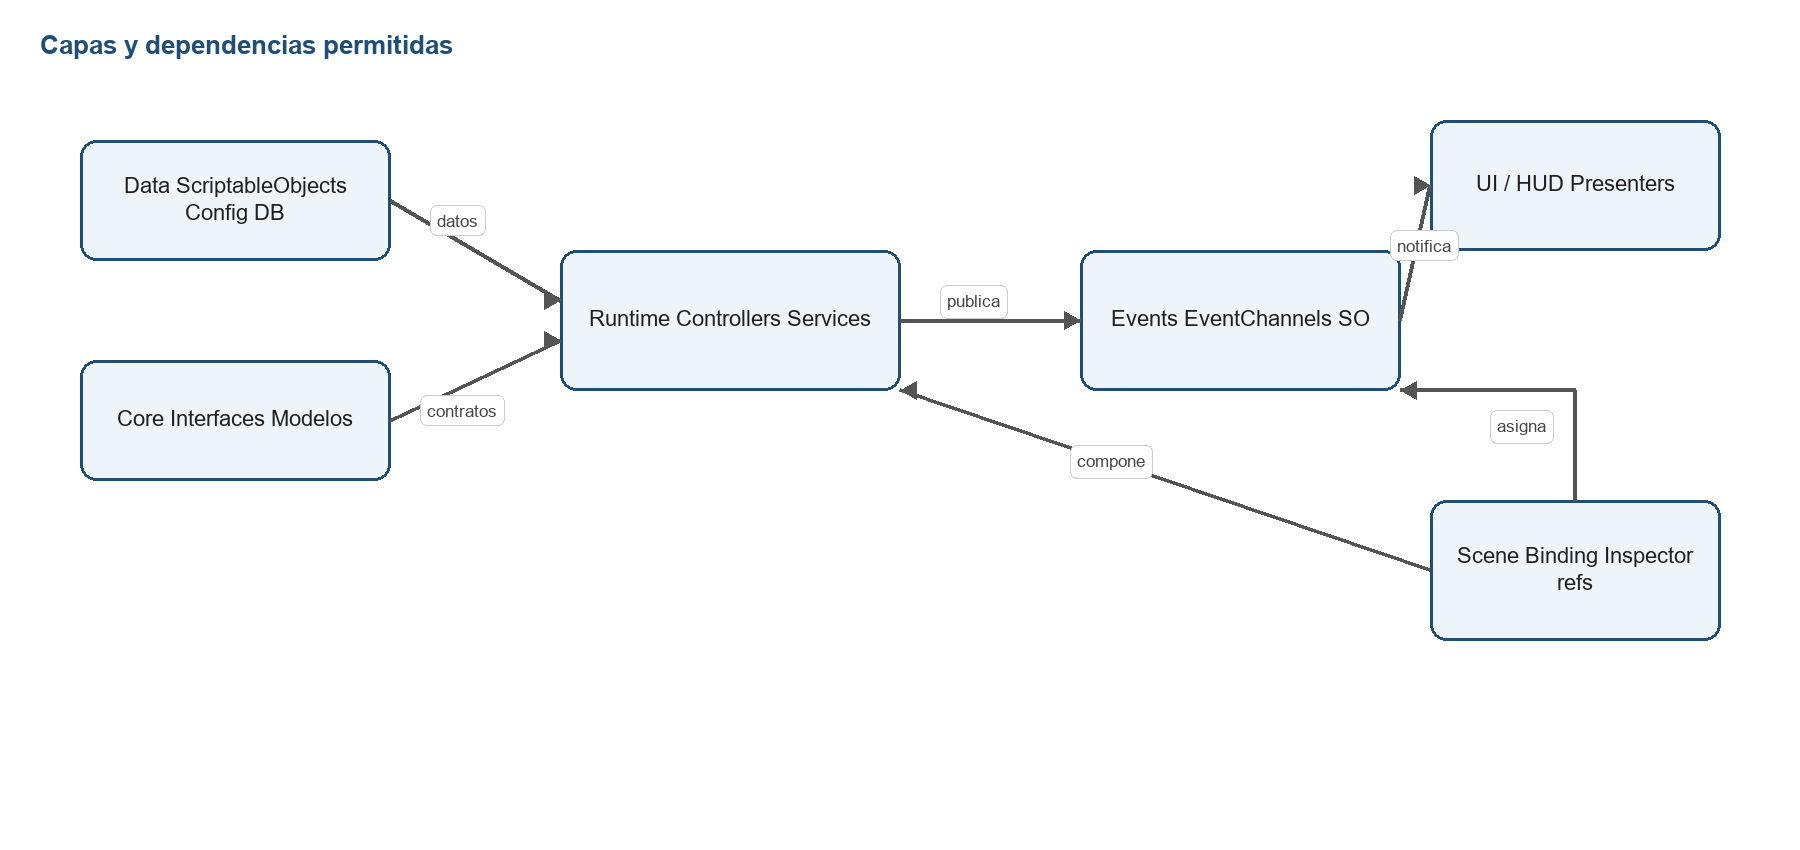 Capas y dependencias permitidas
Data ScriptableObjects
Config DB
datos
Core Interfaces Modelos
contratos
Runtime Controllers Services
publica
Events EventChannels SO
notifica
UI / HUD Presenters
asigna
compone
Scene Binding Inspector
refs